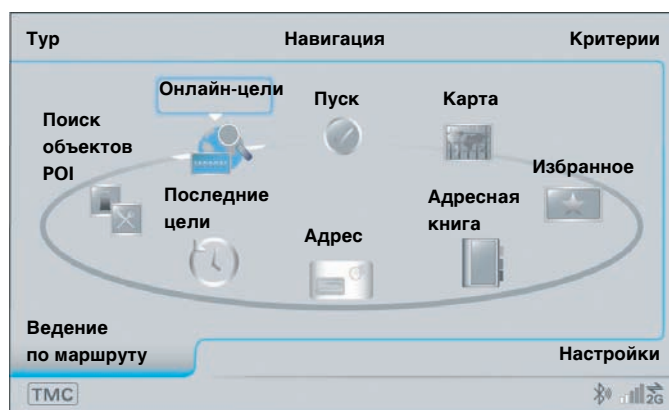 Тур
Навигация
Критерии
Онлайн-цели
Пуск
Карта
Поиск
объектов
POI
Избранное
Последние
цели
Адресная
книга
Адрес
Ведение
по маршруту
Настройки
TMC
2G